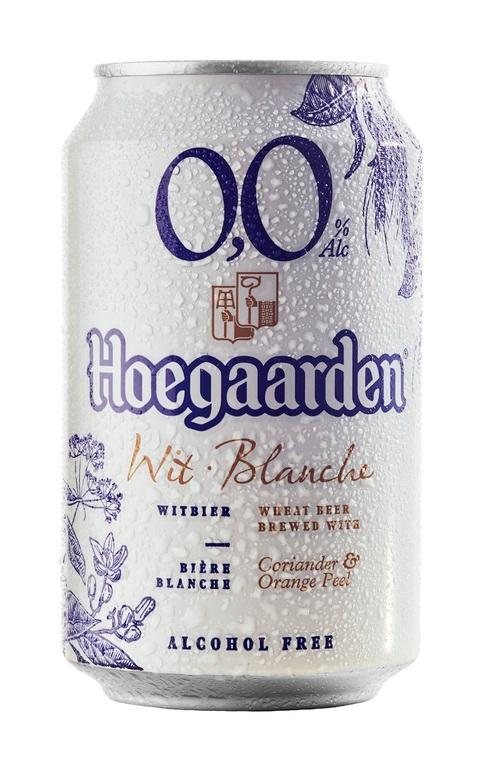 0,0 % Alc
Hoegaarden®
Wit · Blanche
WITBIER
—
BIÈRE
BLANCHE
WHEAT BEER
BREWED WITH
Coriander &
Orange Peel
ALCOHOL FREE